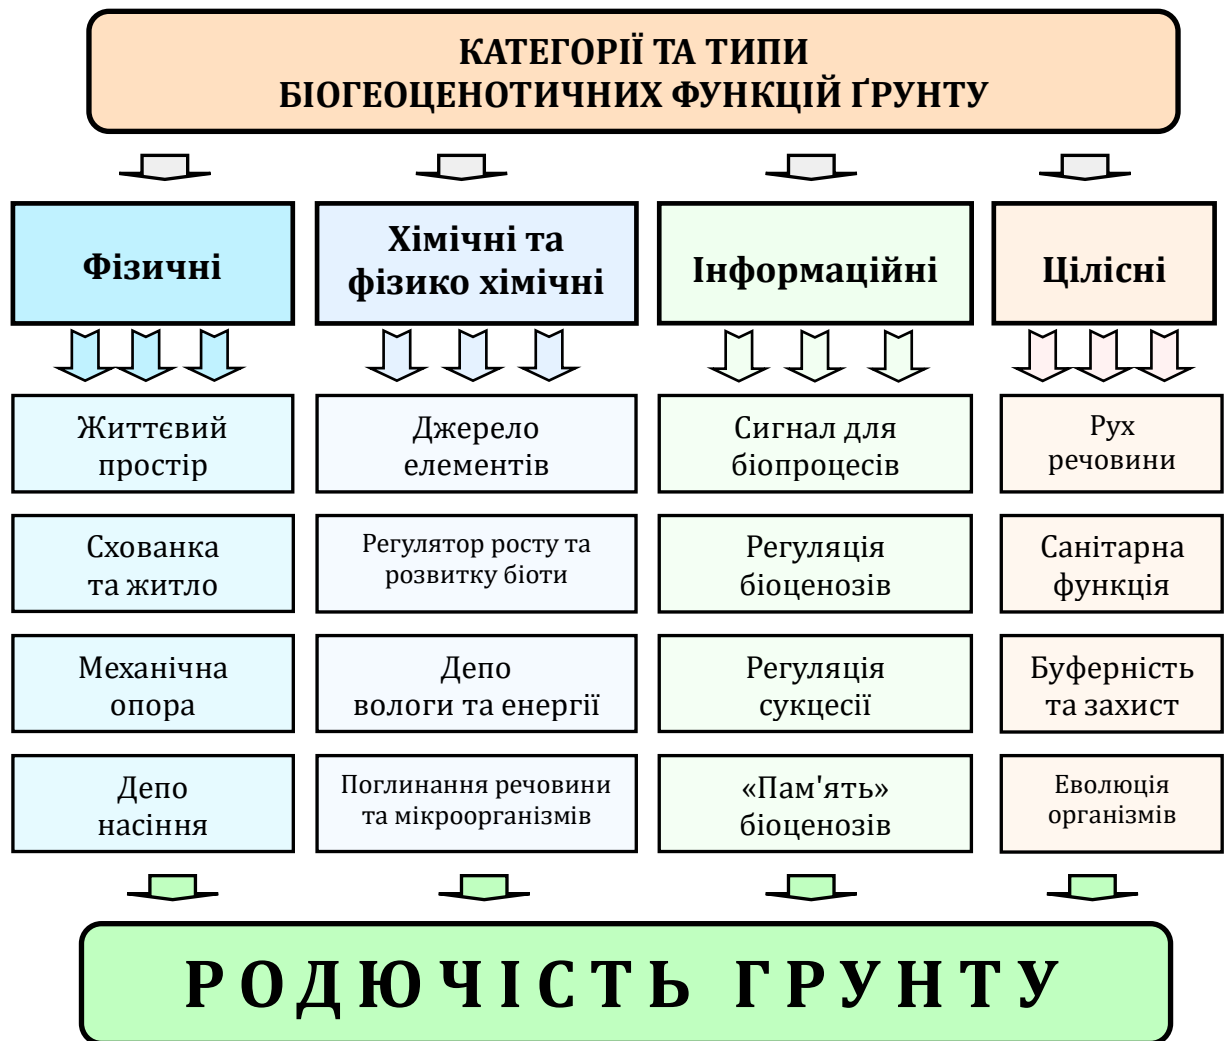 КАТЕГОРІЇ ТА ТИПИ
БІОГЕОЦЕНОТИЧНИХ ФУНКЦІЙ ҐРУНТУ
Фізичні
Хімічні та
фізико хімічні
Інформаційні
Цілісні
Життєвий
простір
Джерело
елементів
Сигнал для
біопроцесів
Рух
речовини
Схованка
та житло
Регулятор росту та
розвитку біоти
Регуляція
біоценозів
Санітарна
функція
Механічна
опора
Депо
вологи та енергії
Регуляція
сукцесії
Буферність
та захист
Депо
насіння
Поглинання речовини
та мікроорганізмів
«Пам'ять»
біоценозів
Еволюція
організмів
РОДЮЧІСТЬ ГРУНТУ